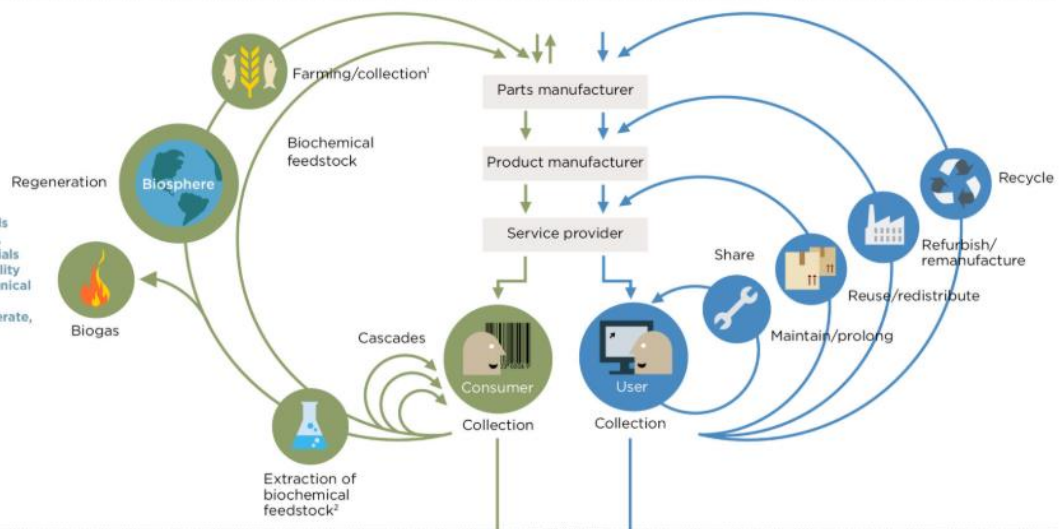 Farming/collection¹
Parts manufacturer
Biochemical
feedstock
Product manufacturer
Regeneration
Biosphere
Recycle
Service provider
Share
Refurbish/
remanufacture
Reuse/redistribute
Biogas
Cascades
Maintain/prolong
Consumer
User
Collection
Collection
Extraction of
biochemical
feedstock²